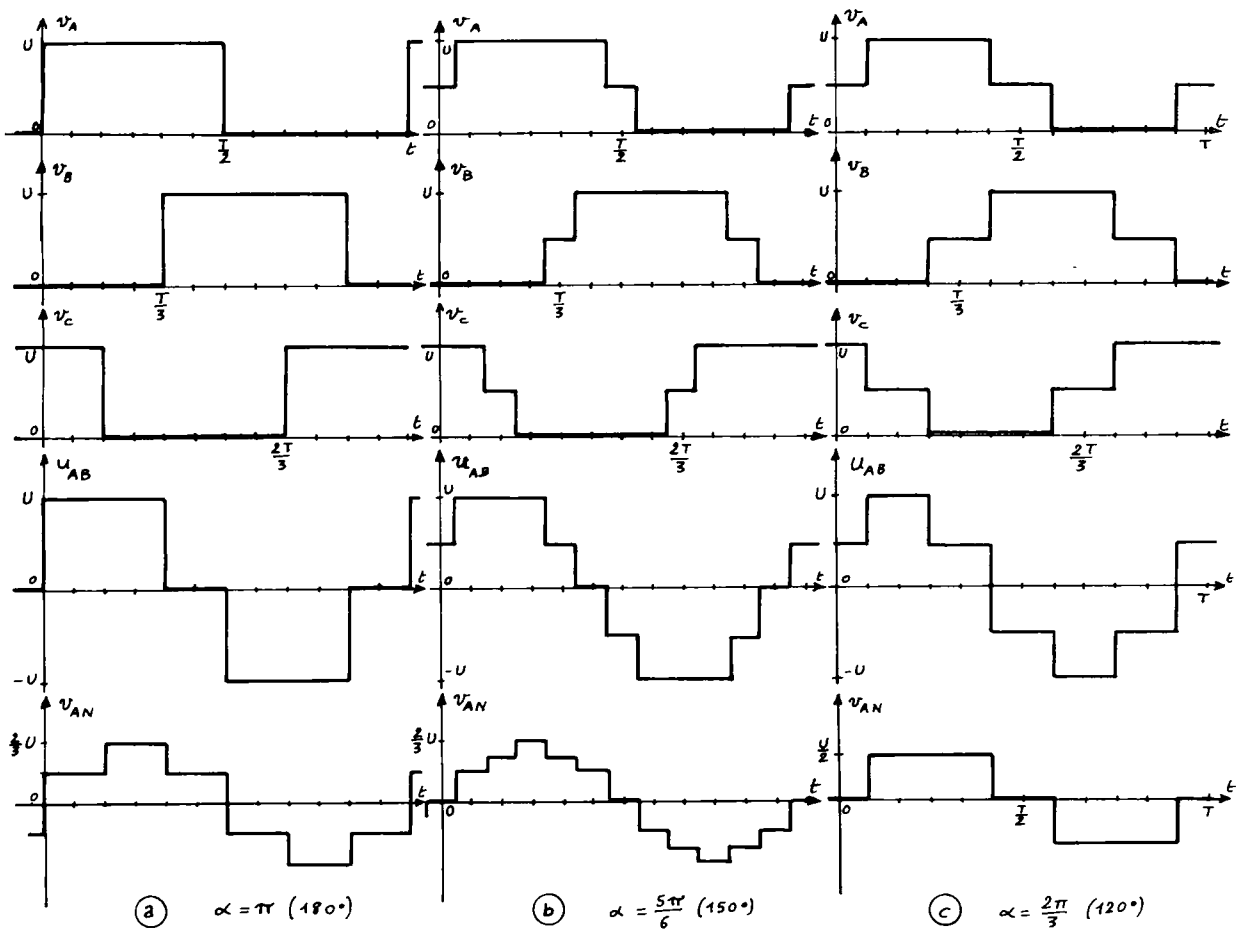 v_A v_A v_A
U U U
0 t 0 t 0 t
T/2 T/2 T/2 T
v_B v_B v_B
U U U
0 t 0 t 0 t
T/3 T/3 T/3
v_C v_C v_C
U U U
0 t 0 t 0 t
2T/3 2T/3 2T/3
u_AB u_AB u_AB
U U U
0 t 0 t 0 t
T
-U -U -U
v_AN v_AN v_AN
2/3 U 2/3 U U/2
0 t 0 t 0 t
T/2 T
a α = π (180°) b α = 5π/6 (150°) c α = 2π/3 (120°)